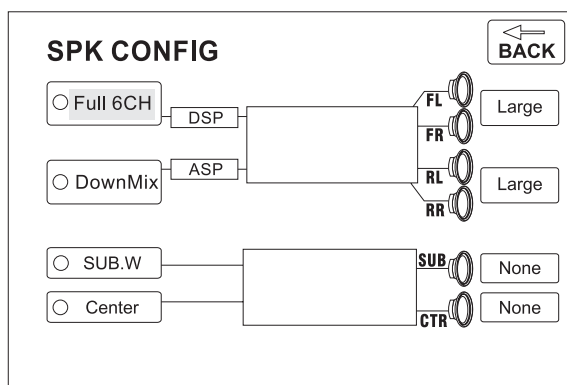 SPK CONFIG
BACK
Full 6CH
DSP
FL
FR
Large
DownMix
ASP
RL
RR
Large
SUB.W
SUB
None
Center
CTR
None